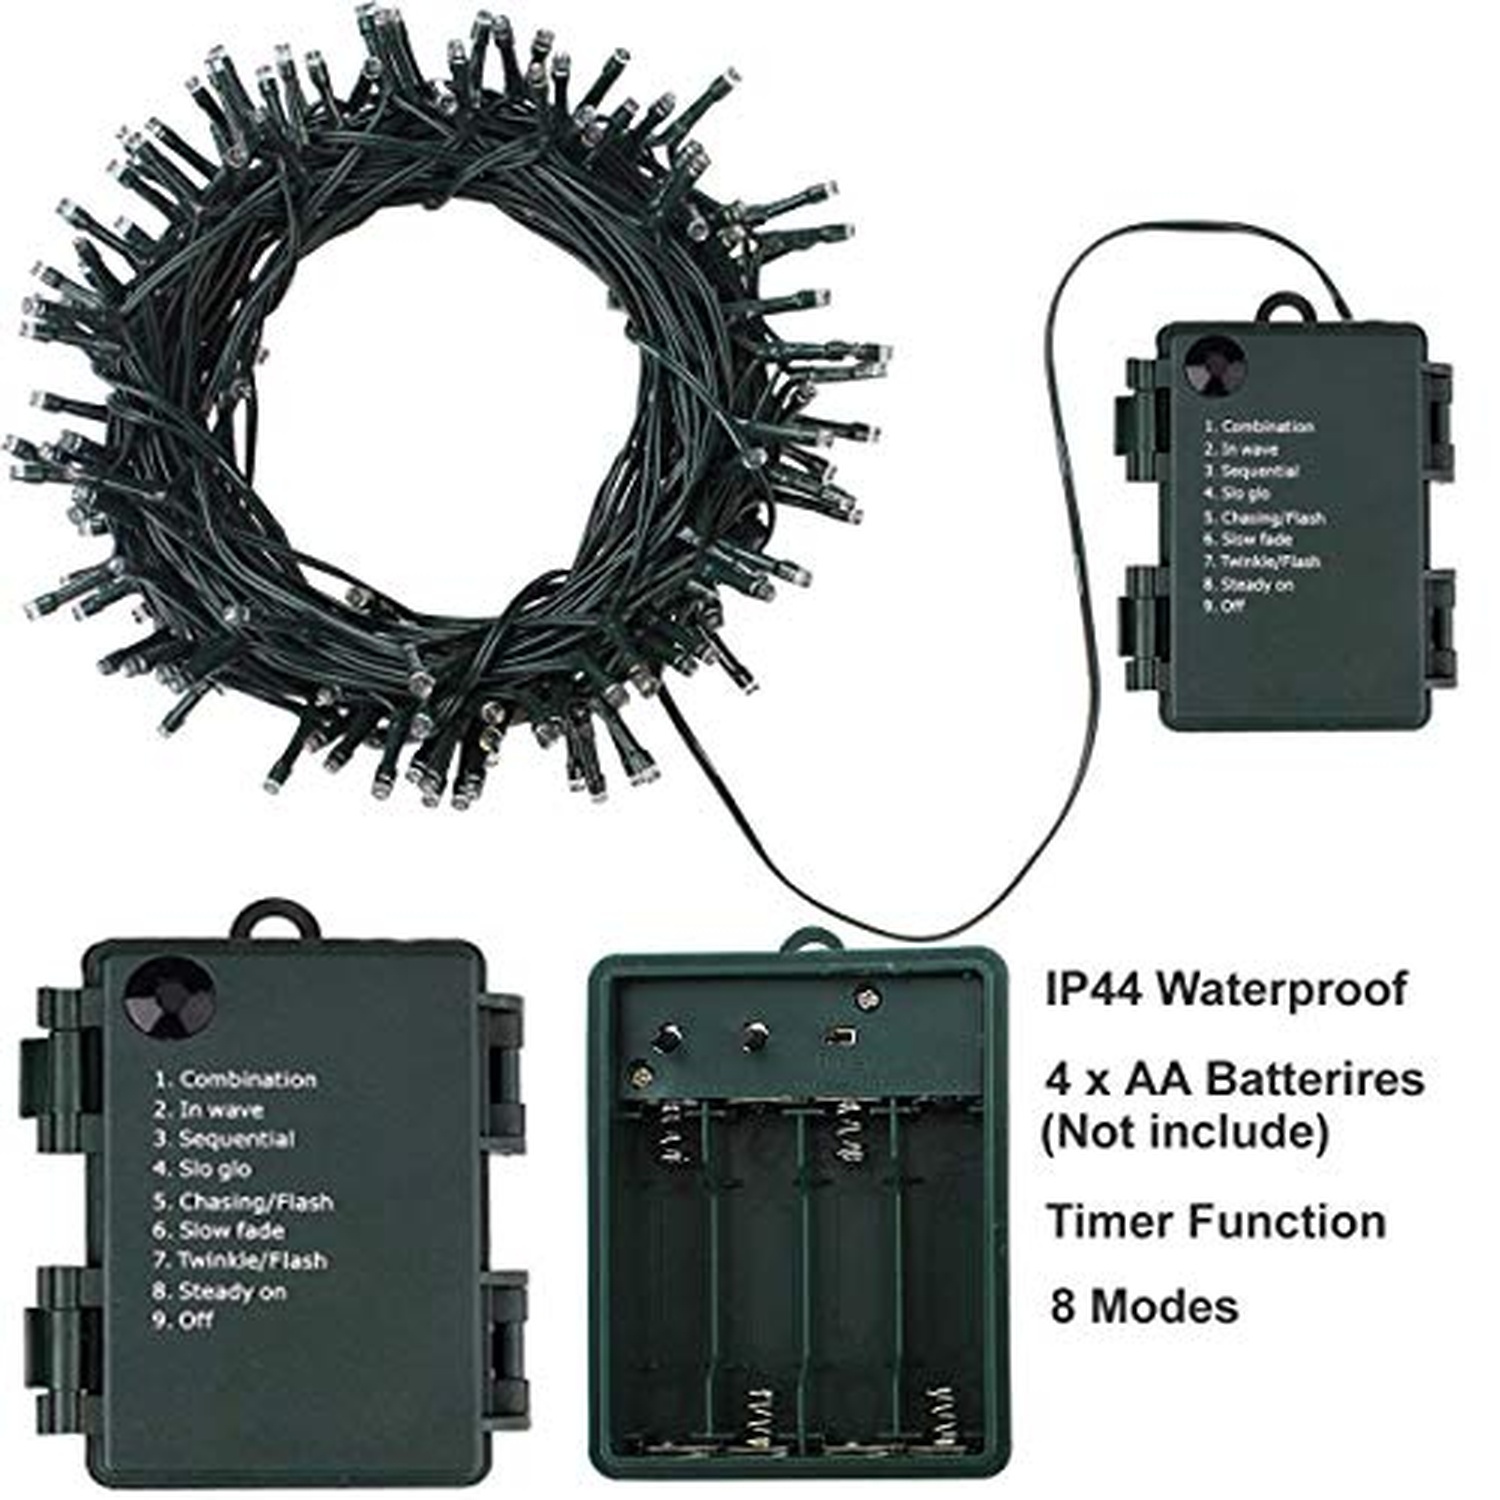 1. Combination
2. In wave
3. Sequential
4. Slo glo
5. Chasing/Flash
6. Slow fade
7. Twinkle/Flash
8. Steady on
9. Off
1. Combination
2. In wave
3. Sequential
4. Slo glo
5. Chasing/Flash
6. Slow fade
7. Twinkle/Flash
8. Steady on
9. Off
IP44 Waterproof
4 x AA Batterires
(Not include)
Timer Function
8 Modes